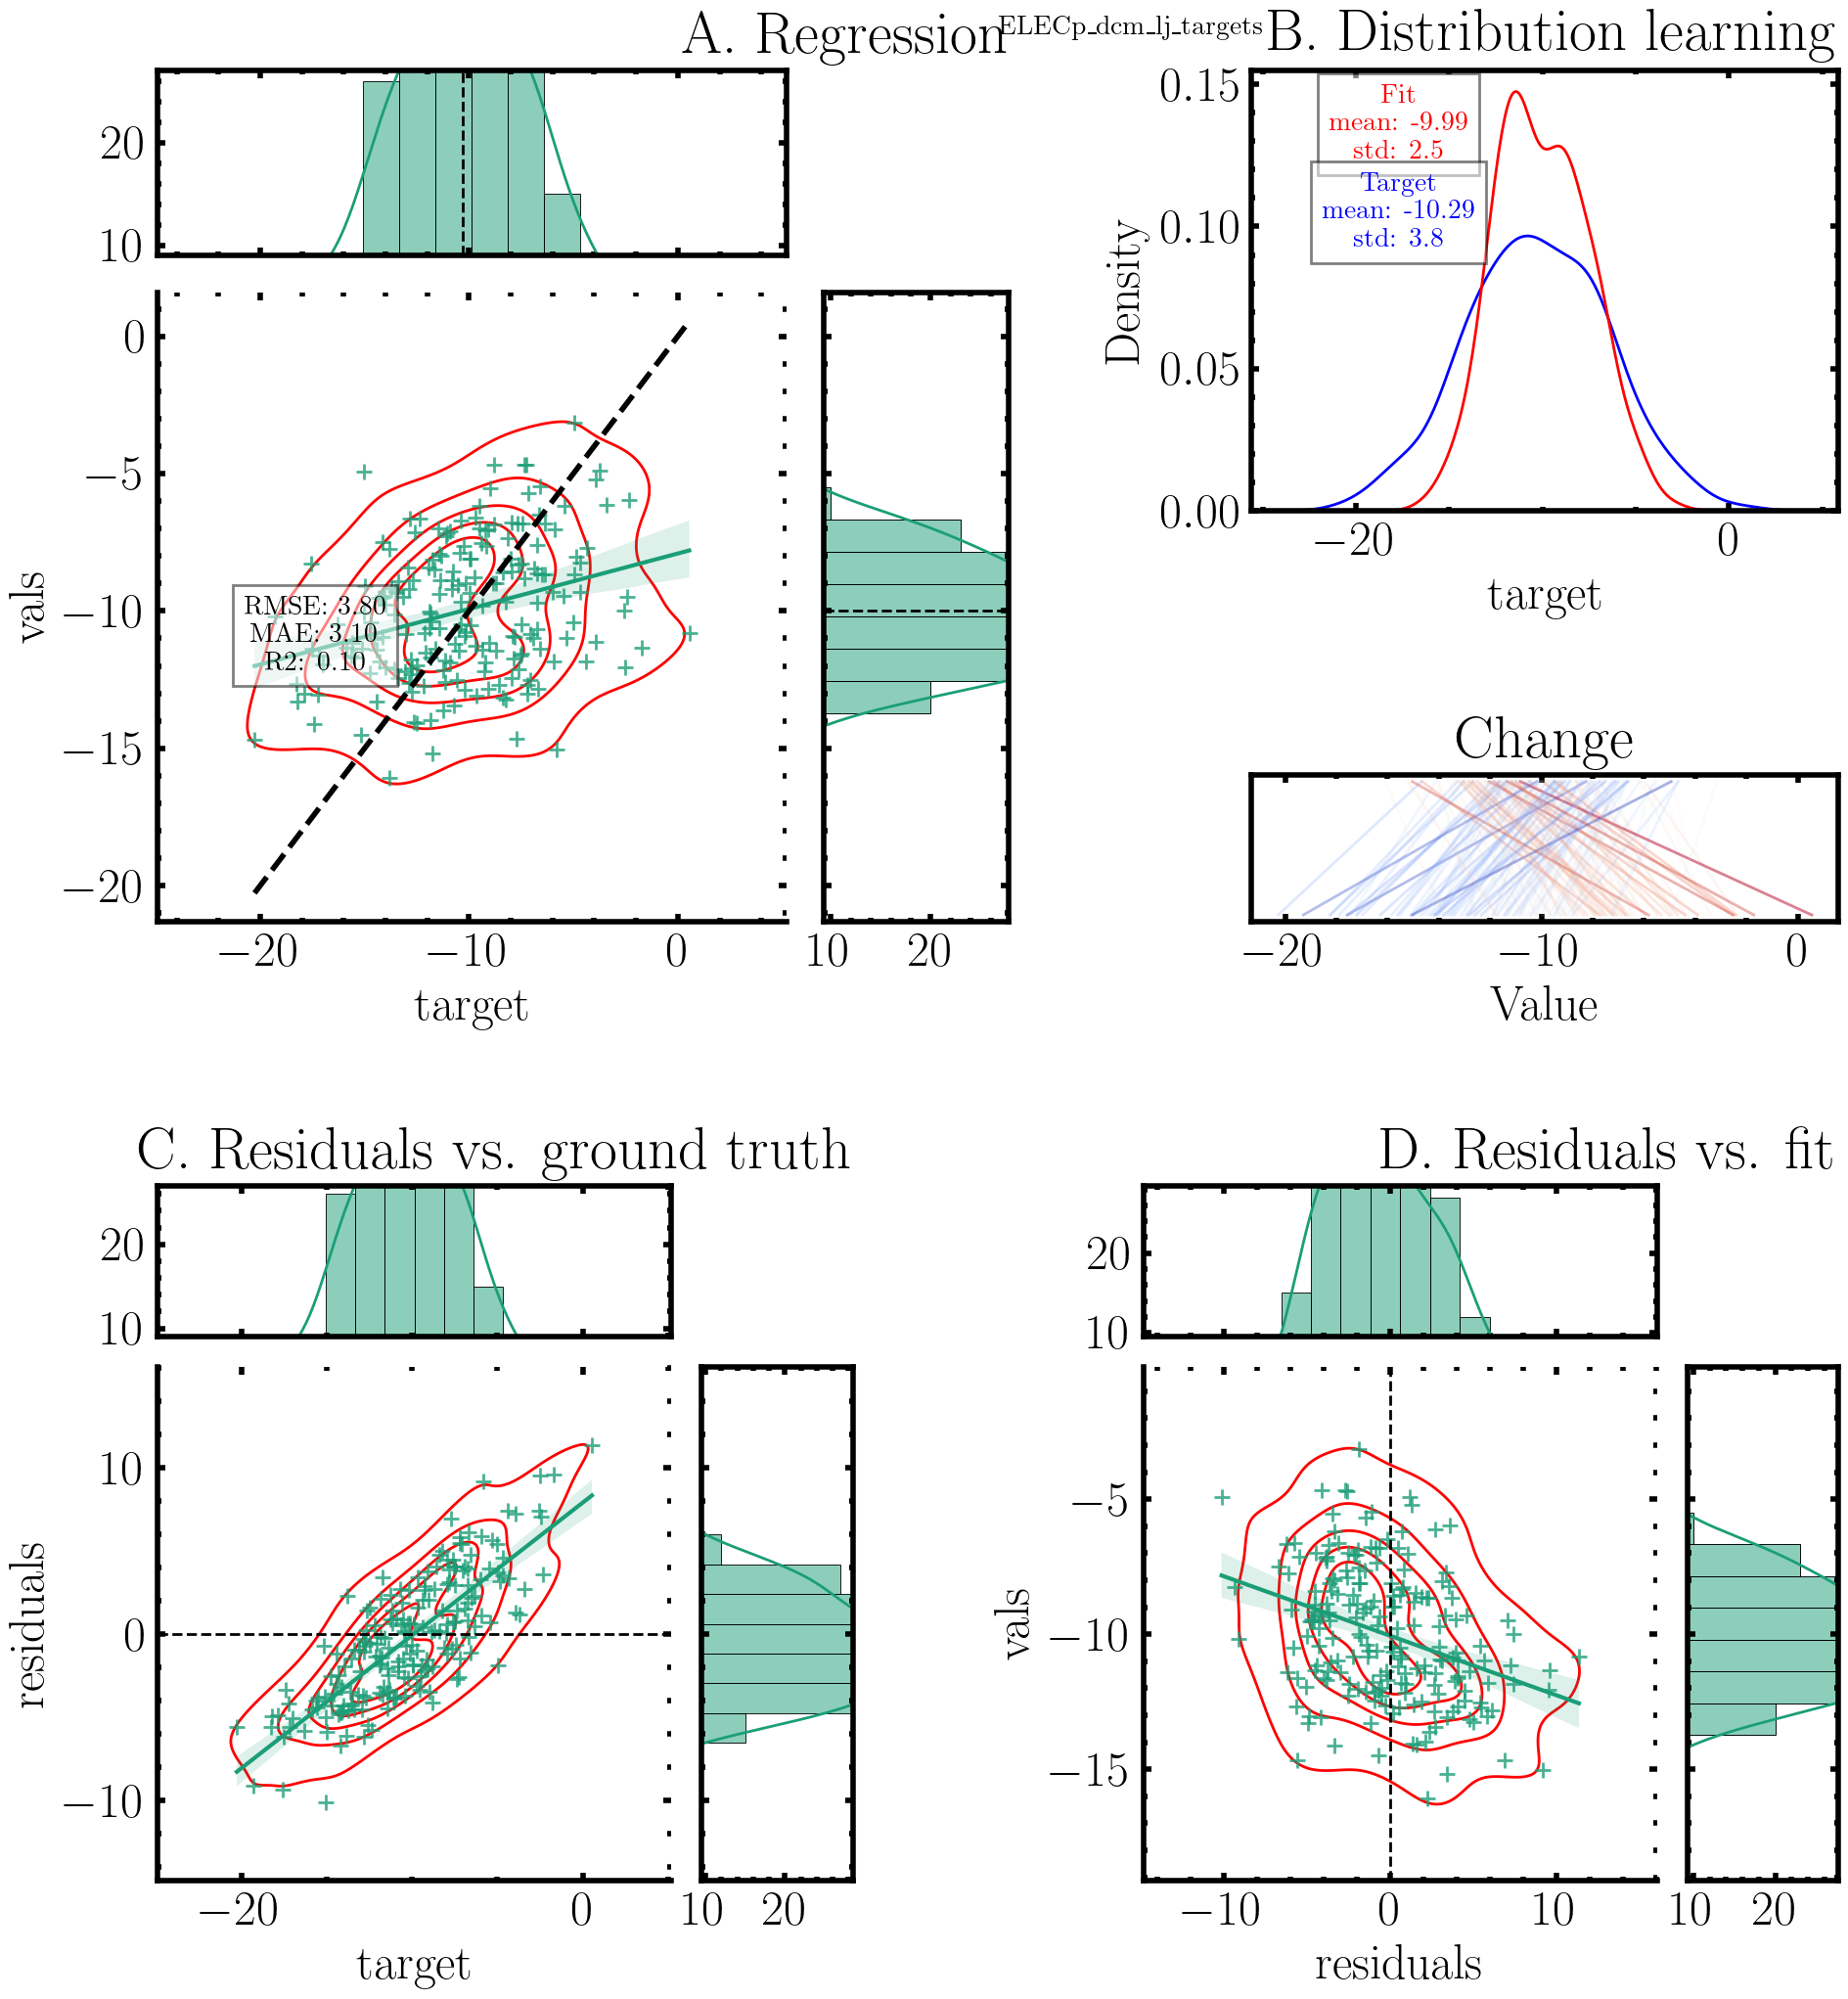 A. Regression
ELECp_dcm_lj_targets
B. Distribution learning
20
10
0
−5
−10
−15
−20
vals
RMSE: 3.80
MAE: 3.10
R2: 0.10
−20
−10
0
target
10
20
0.15
0.10
0.05
0.00
Density
Fit
mean: -9.99
std: 2.5
Target
mean: -10.29
std: 3.8
−20
0
target
Change
−20
−10
0
Value
C. Residuals vs. ground truth
20
10
10
0
−10
residuals
−20
0
target
10
20
D. Residuals vs. fit
20
10
−5
−10
−15
vals
−10
0
10
residuals
10
20